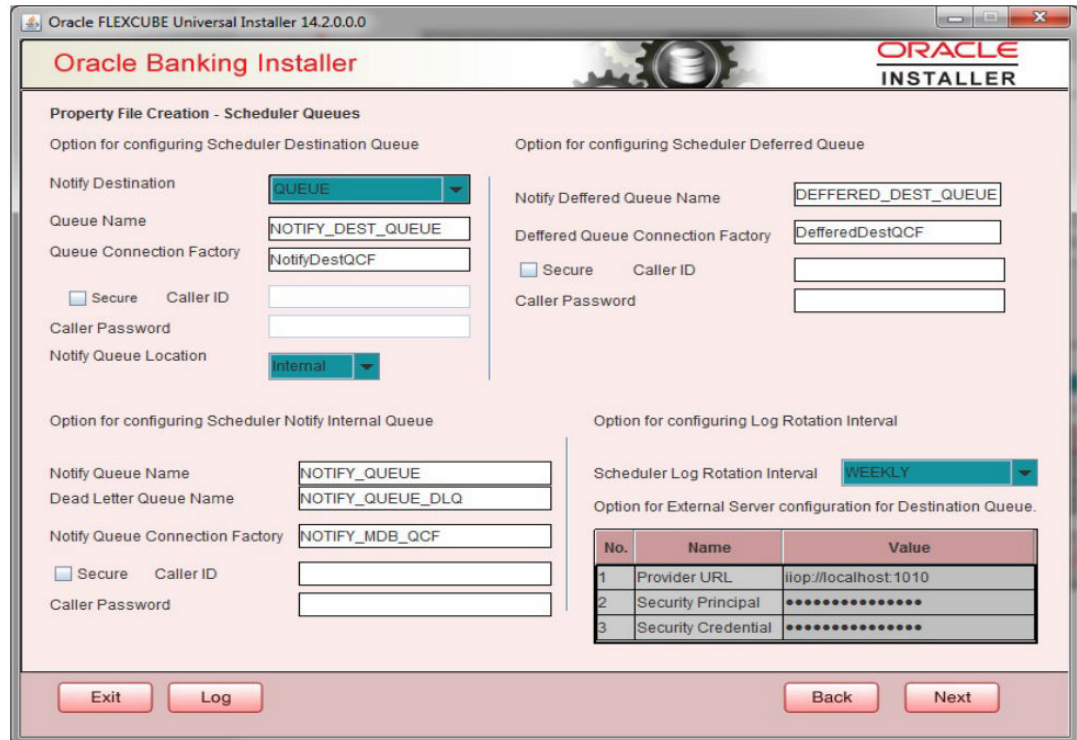 Oracle FLEXCUBE Universal Installer 14.2.0.0.0
Oracle Banking Installer
ORACLE
INSTALLER
Property File Creation - Scheduler Queues
Option for configuring Scheduler Destination Queue
Notify Destination
QUEUE
Queue Name
NOTIFY_DEST_QUEUE
Queue Connection Factory
NotifyDestQCF
Secure Caller ID
Caller Password
Notify Queue Location
Internal
Option for configuring Scheduler Deferred Queue
Notify Deffered Queue Name
DEFFERED_DEST_QUEUE
Deffered Queue Connection Factory
DefferedDestQCF
Secure Caller ID
Caller Password
Option for configuring Scheduler Notify Internal Queue
Notify Queue Name
NOTIFY_QUEUE
Dead Letter Queue Name
NOTIFY_QUEUE_DLQ
Notify Queue Connection Factory
NOTIFY_MDB_QCF
Secure Caller ID
Caller Password
Option for configuring Log Rotation Interval
Scheduler Log Rotation Interval
WEEKLY
Option for External Server configuration for Destination Queue.
No. Name Value
1 Provider URL iiop://localhost:1010
2 Security Principal •••••••••••••••
3 Security Credential •••••••••••••••
Exit
Log
Back
Next